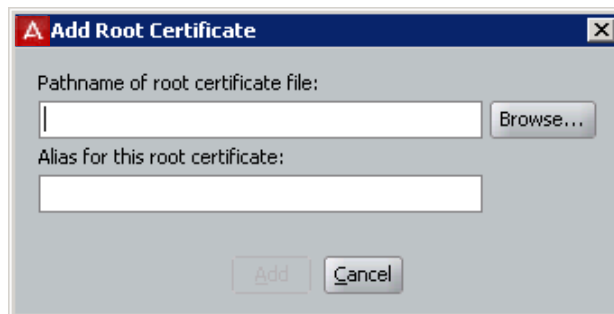 Add Root Certificate
Pathname of root certificate file:
Browse...
Alias for this root certificate:
Add Cancel